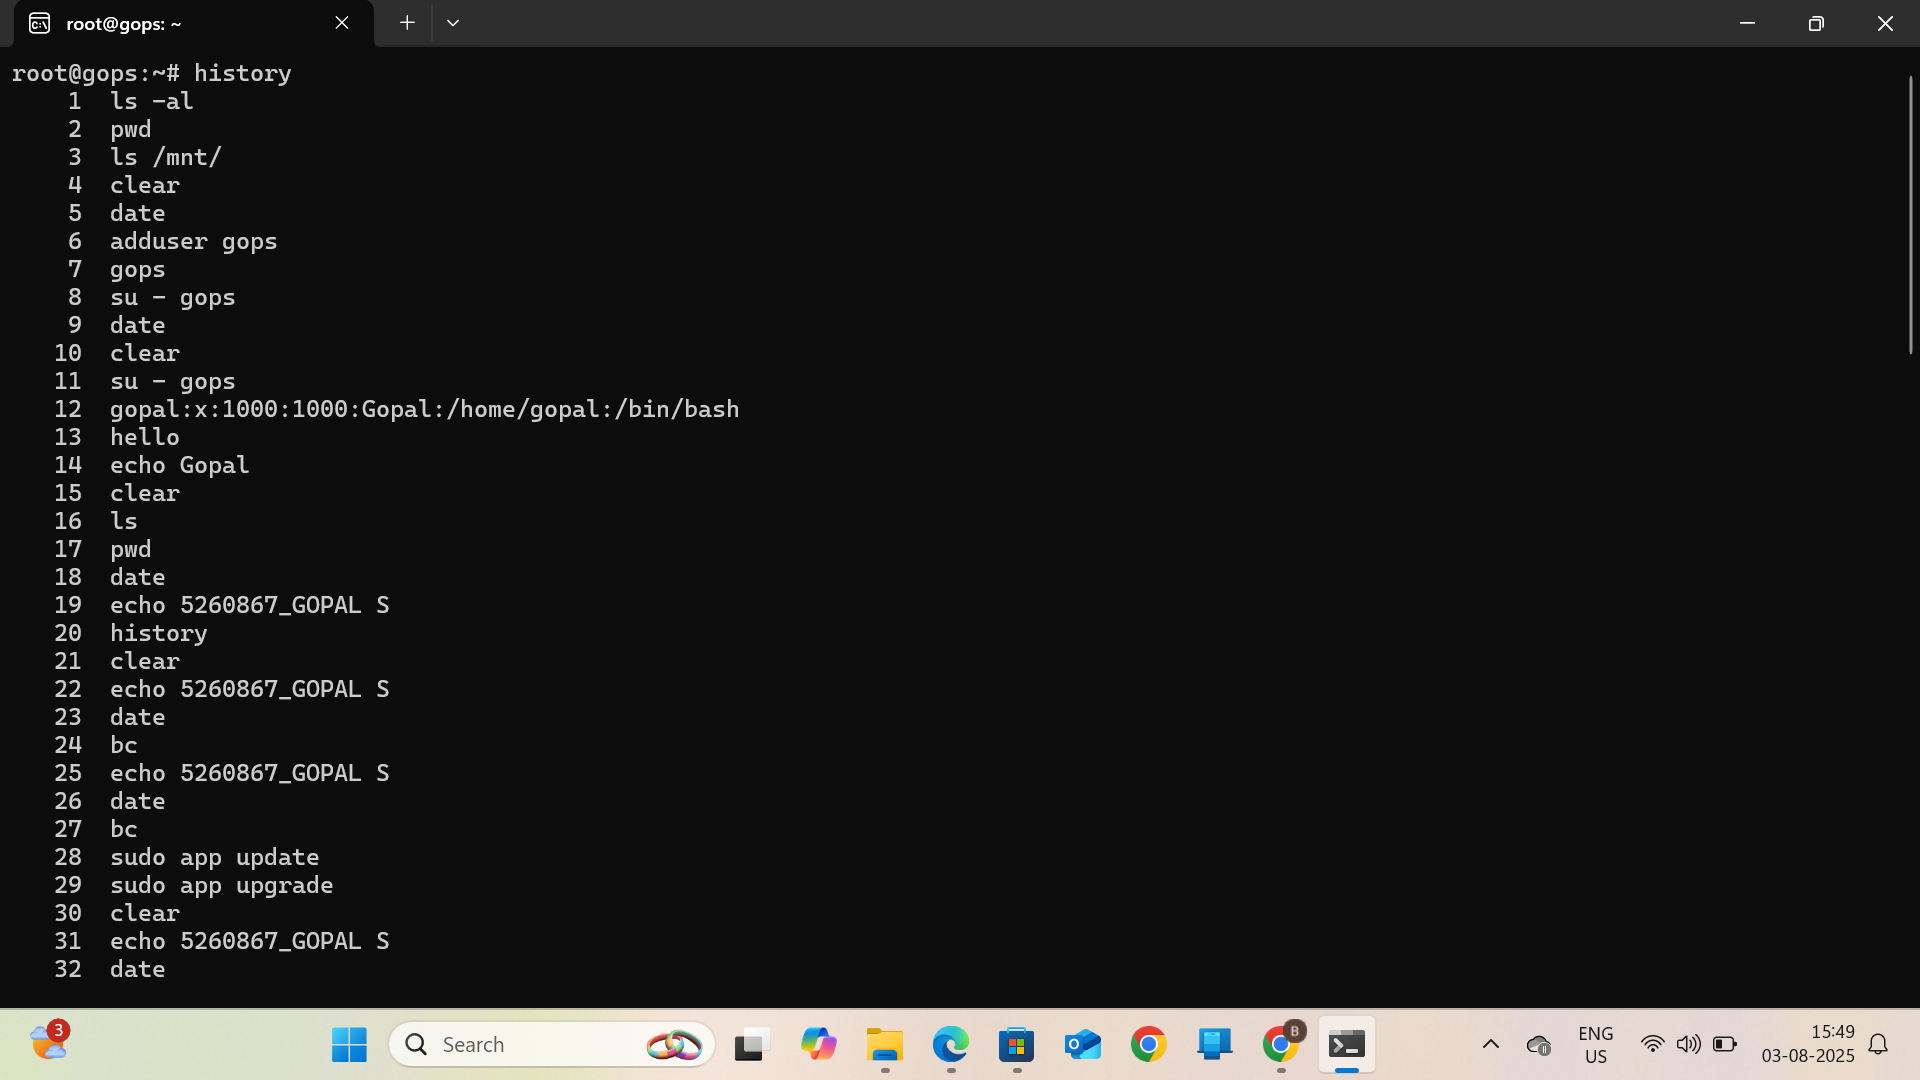 root@gops: ~
root@gops:~# history
1 ls -al
2 pwd
3 ls /mnt/
4 clear
5 date
6 adduser gops
7 gops
8 su - gops
9 date
10 clear
11 su - gops
12 gopal:x:1000:1000:Gopal:/home/gopal:/bin/bash
13 hello
14 echo Gopal
15 clear
16 ls
17 pwd
18 date
19 echo 5260867_GOPAL S
20 history
21 clear
22 echo 5260867_GOPAL S
23 date
24 bc
25 echo 5260867_GOPAL S
26 date
27 bc
28 sudo app update
29 sudo app upgrade
30 clear
31 echo 5260867_GOPAL S
32 date
3
Search
B
ENG
US
15:49
03-08-2025